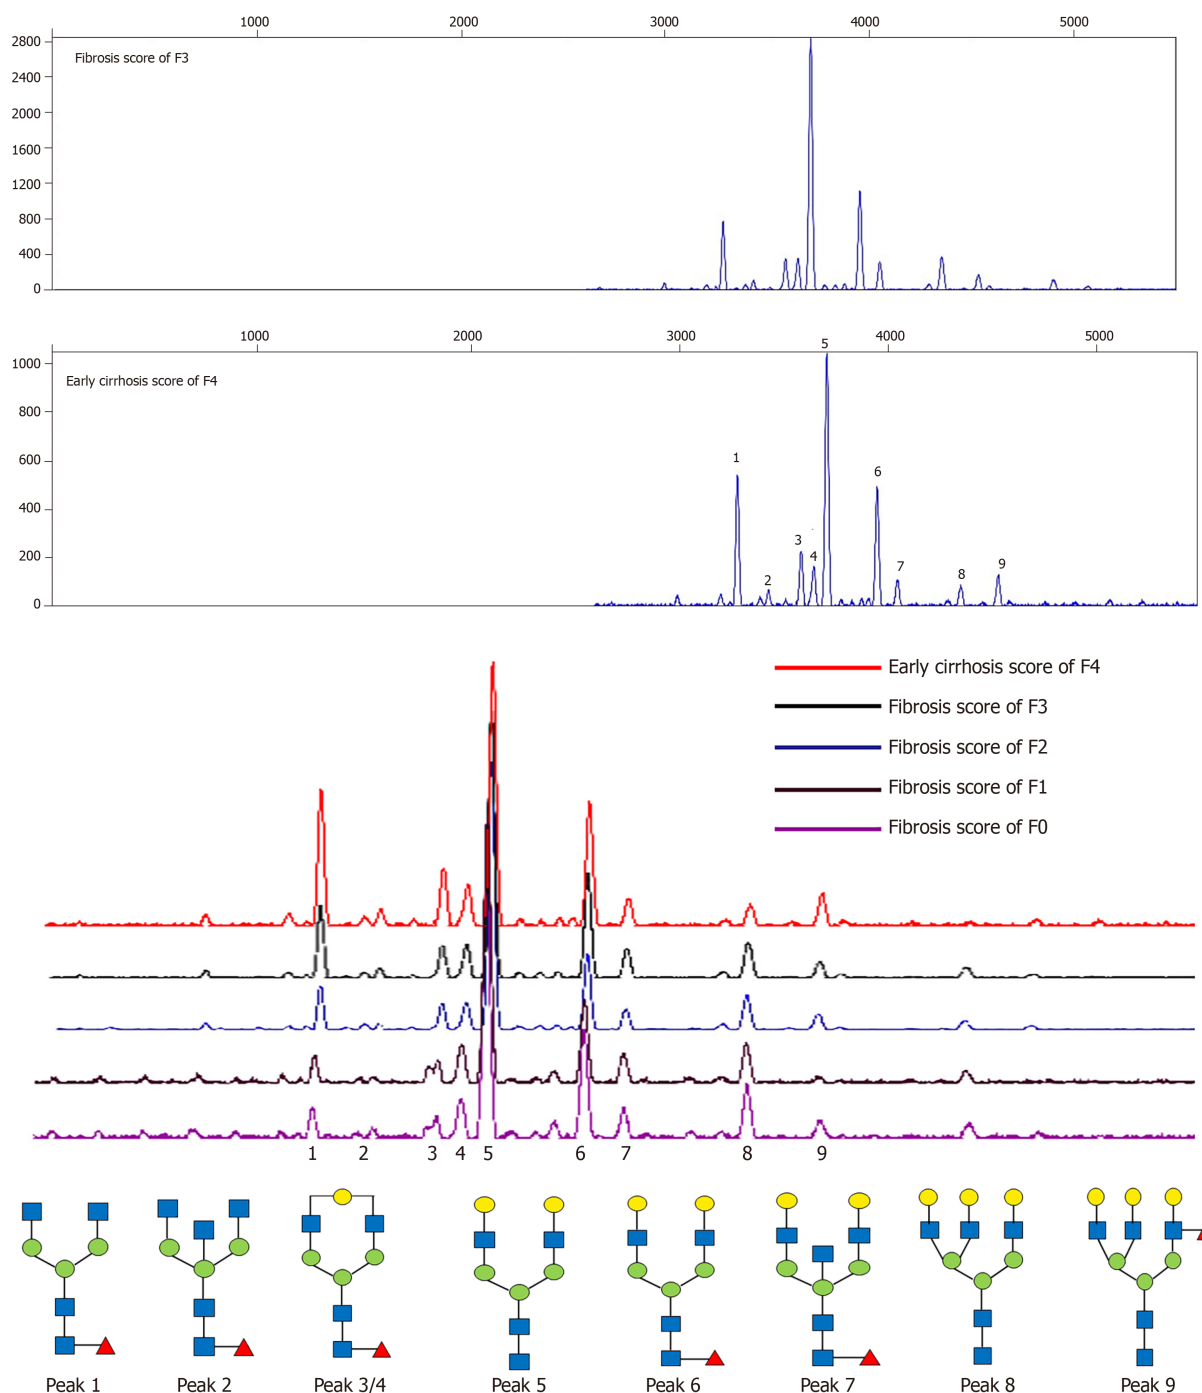 1000 2000 3000 4000 5000
2800
Fibrosis score of F3
2400
2000
1600
1200
800
400
0
1000 2000 3000 4000 5000
5
1000
Early cirrhosis score of F4
800
600
1
6
400
3
4
200
7
2
8
9
0
Early cirrhosis score of F4
Fibrosis score of F3
Fibrosis score of F2
Fibrosis score of F1
Fibrosis score of F0
1 2 3 4 5 6 7 8 9
Peak 1 Peak 2 Peak 3/4 Peak 5 Peak 6 Peak 7 Peak 8 Peak 9